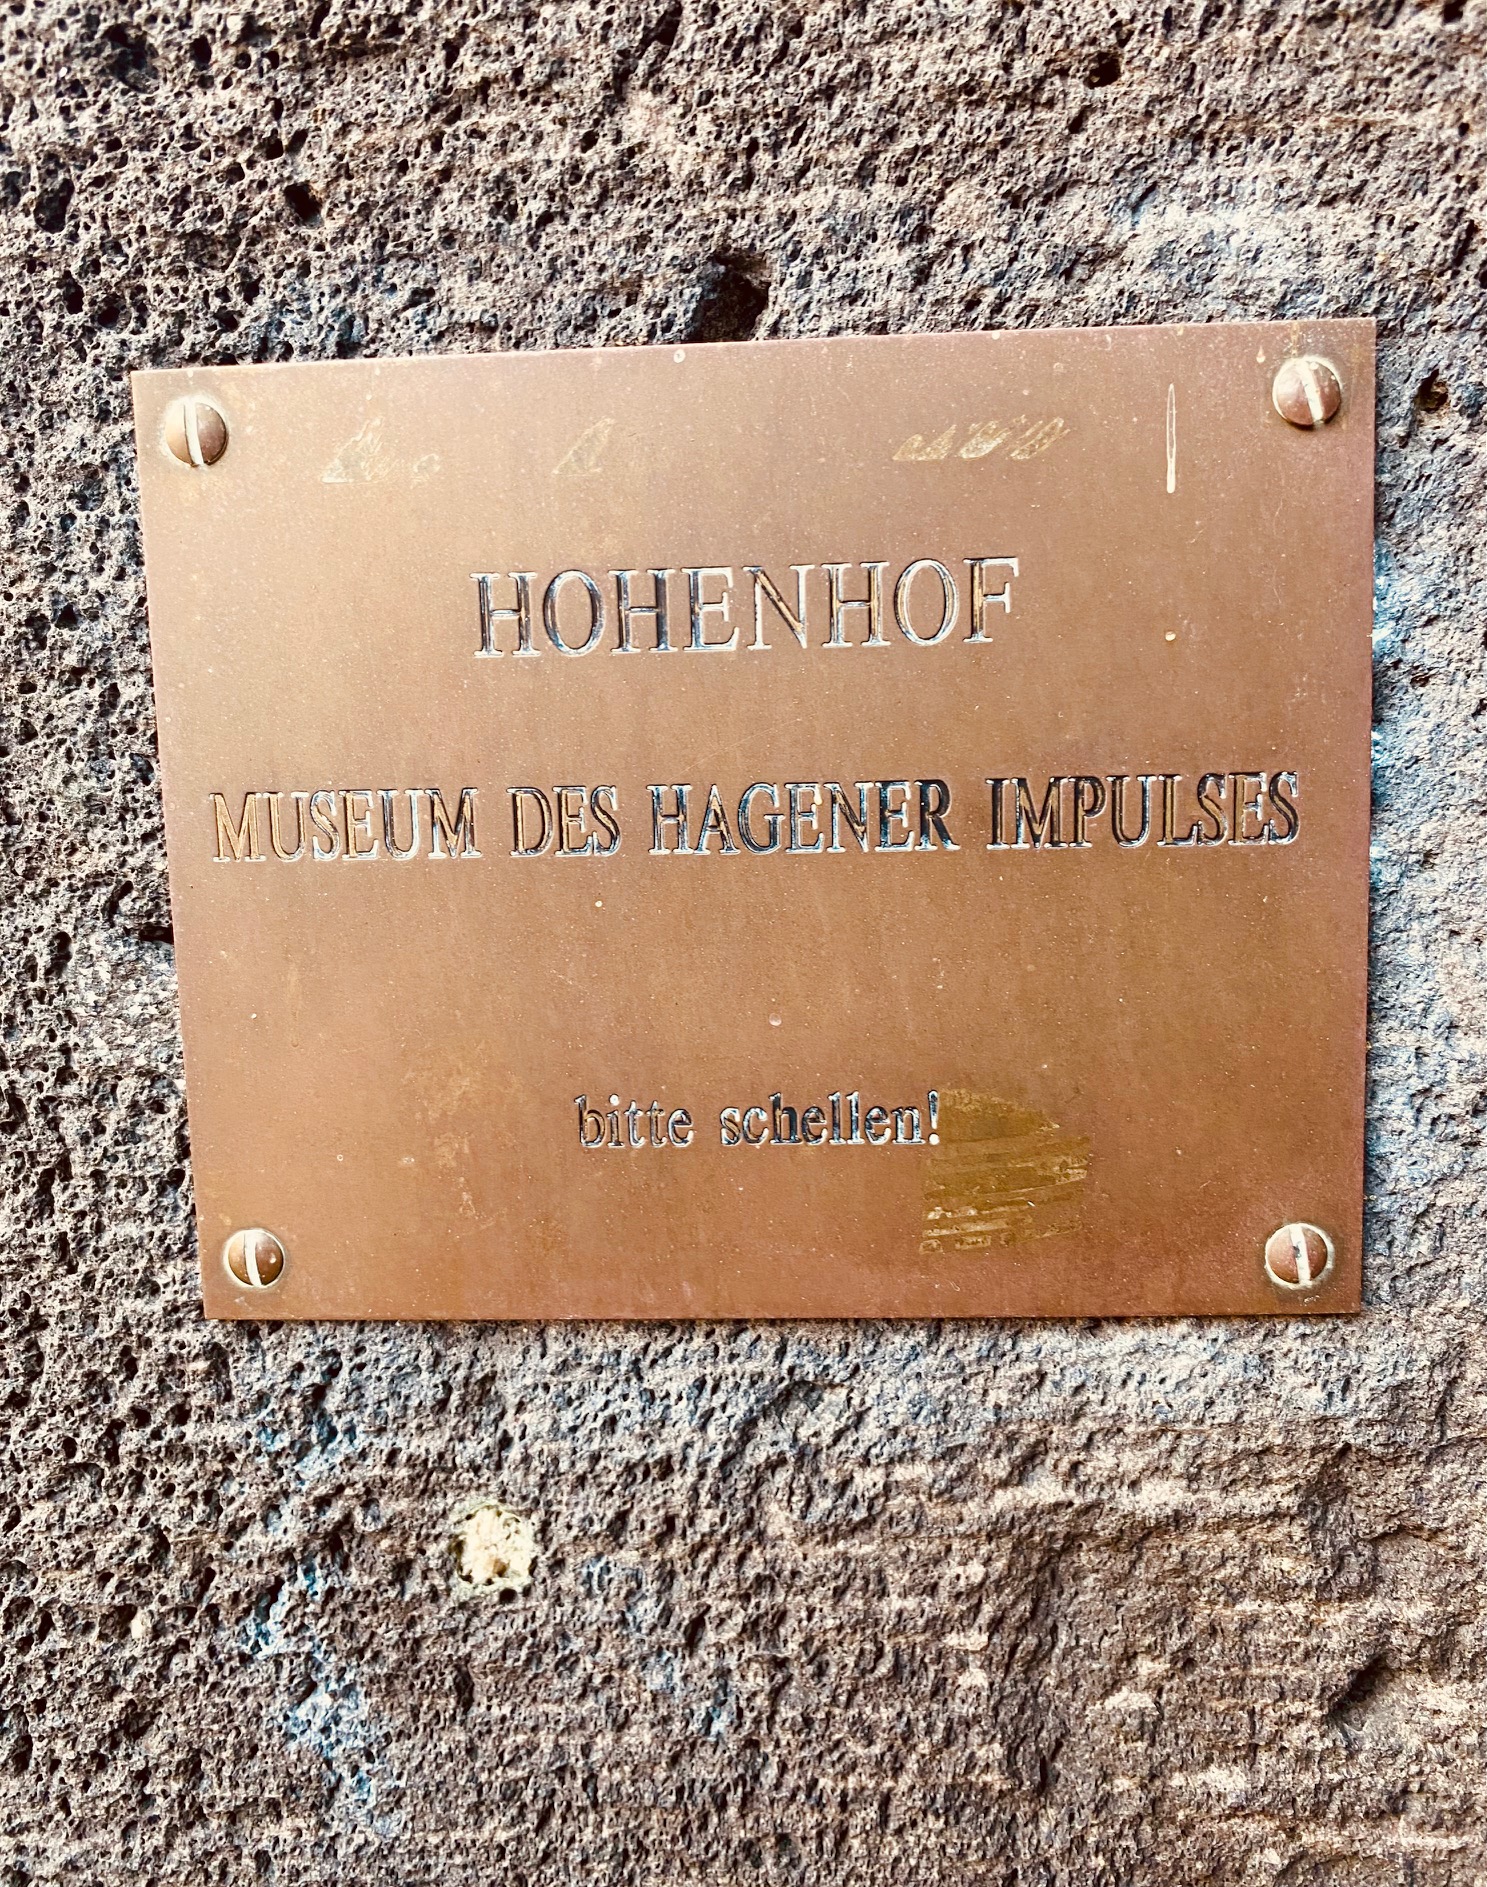 HOHENHOF
MUSEUM DES HAGENER IMPULSES
bitte schellen!